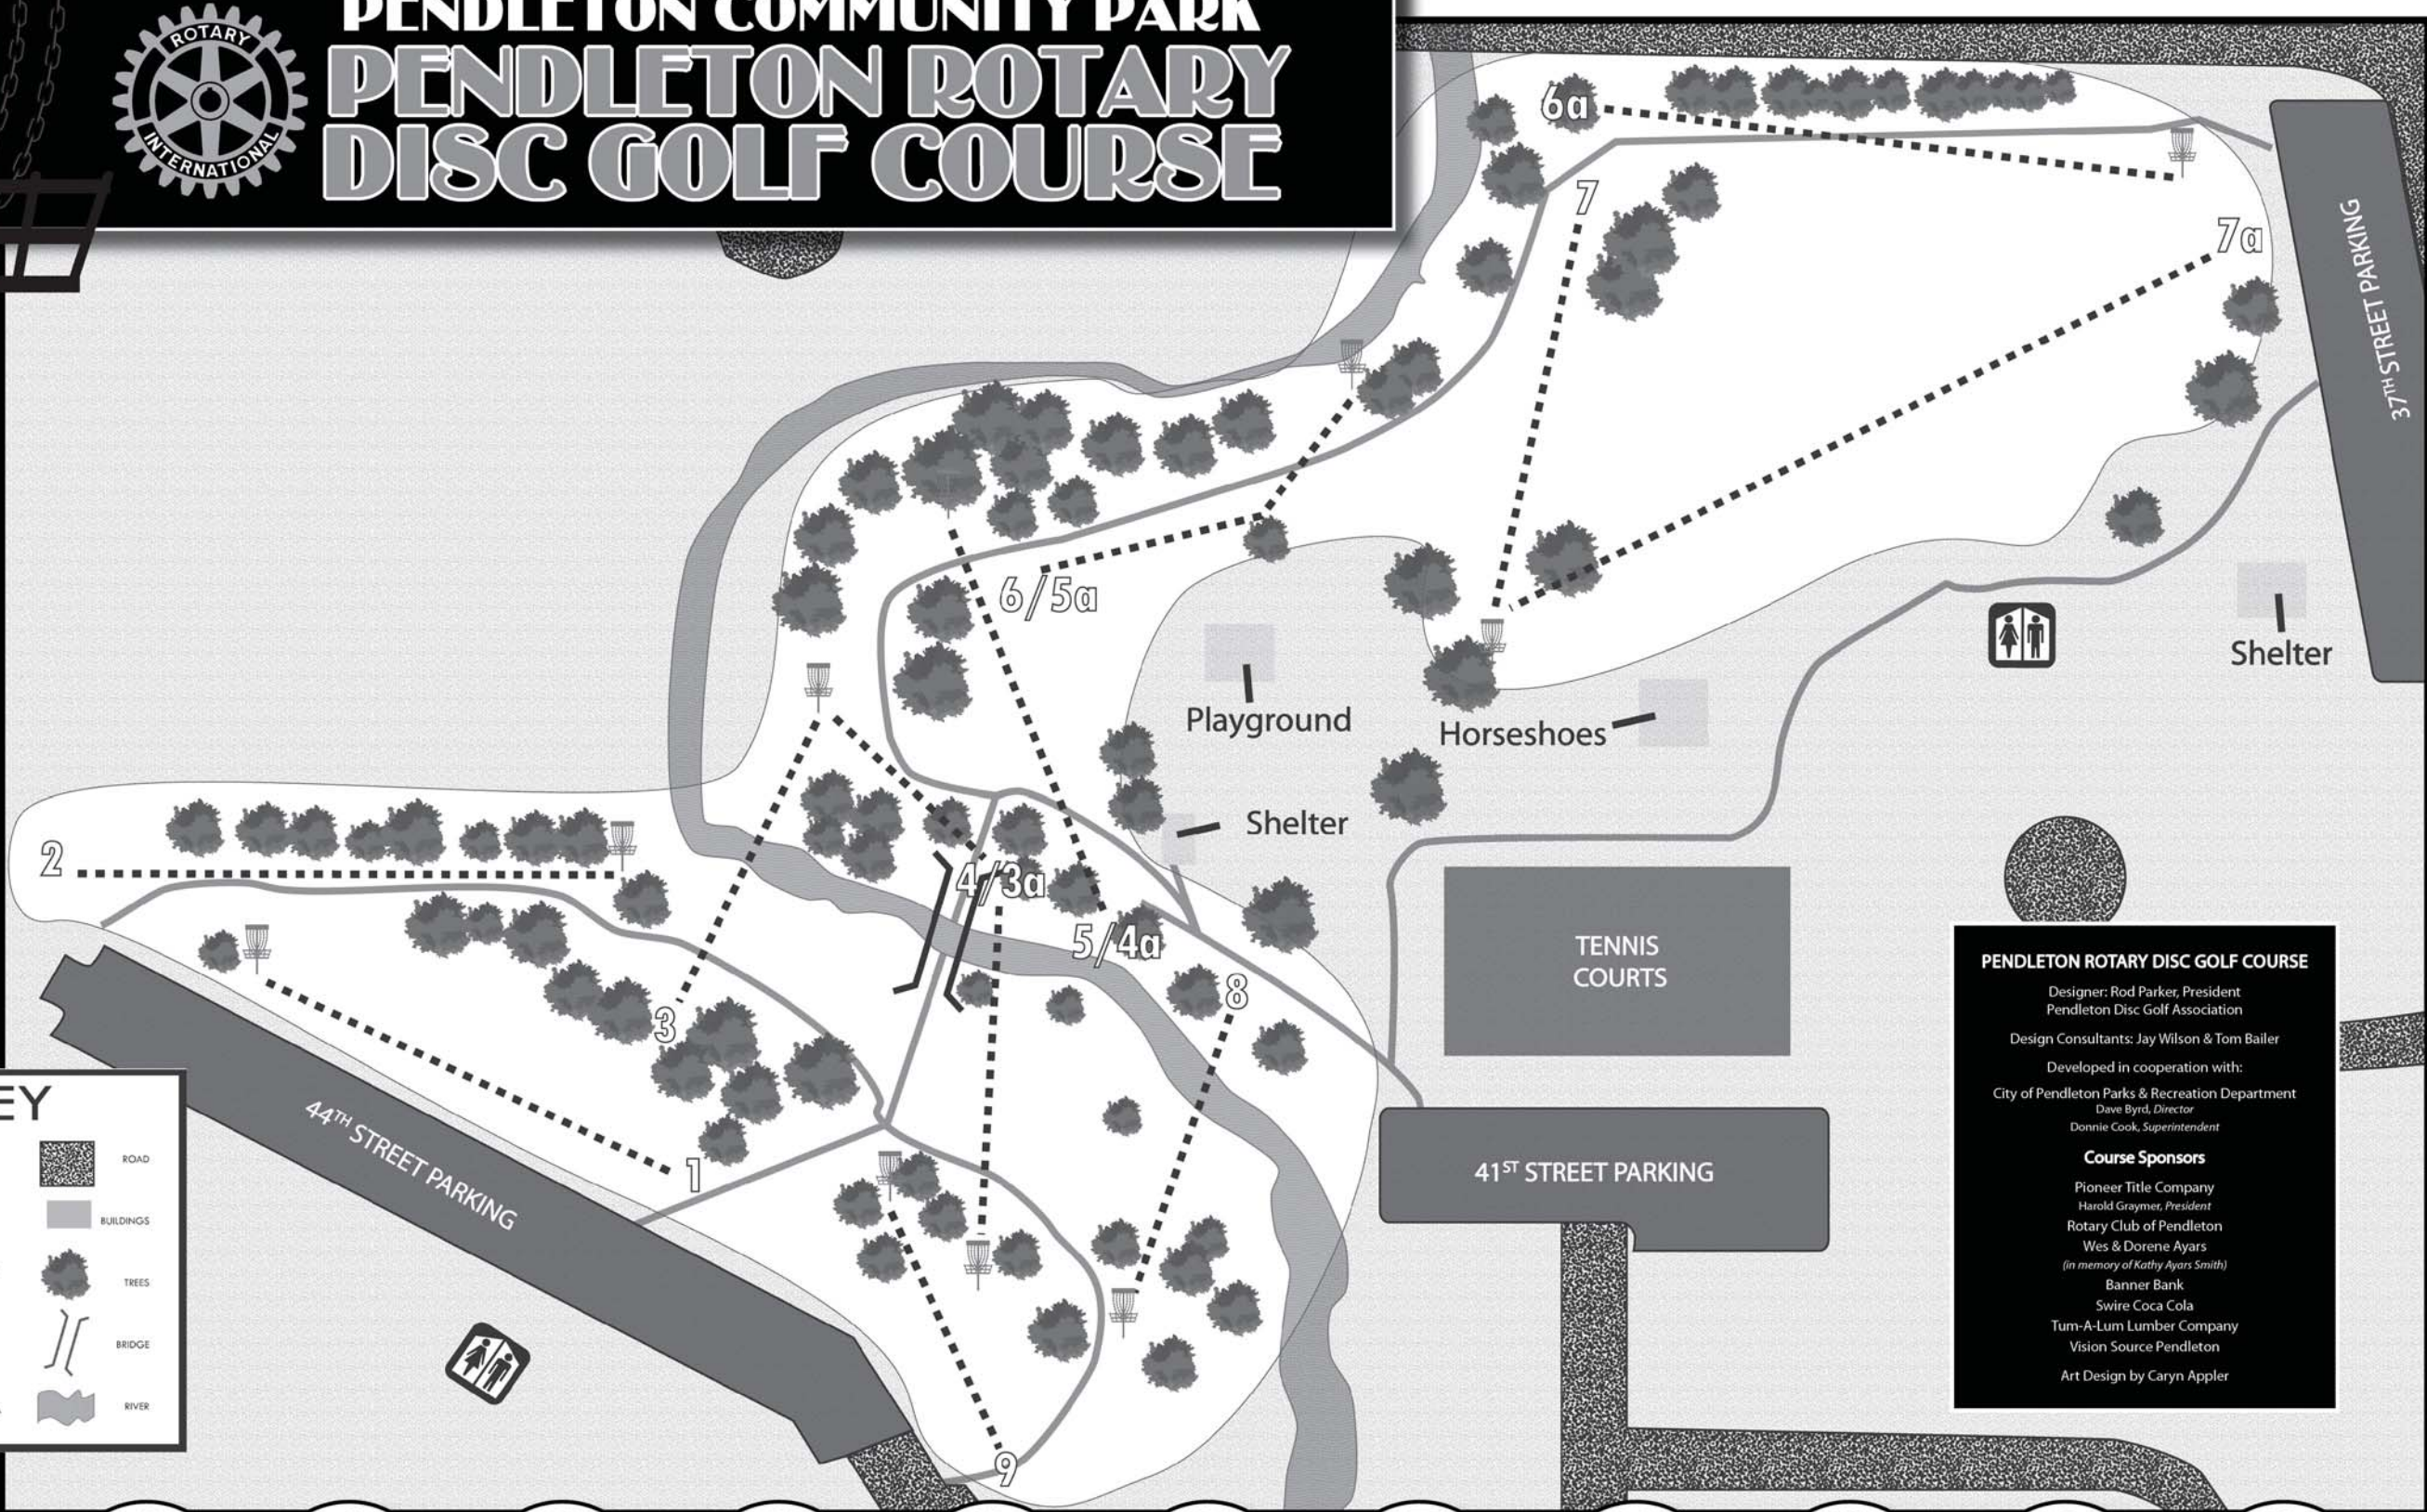 PENDLETON COMMUNITY PARK
PENDLETON ROTARY
DISC GOLF COURSE
ROTARY
INTERNATIONAL
6a
7
7a
37TH STREET PARKING
6/5a
Shelter
Playground
Horseshoes
Shelter
2
4/3a
5/4a
8
3
1
9
TENNIS
COURTS
44TH STREET PARKING
41ST STREET PARKING
EY
ROAD
BUILDINGS
TREES
BRIDGE
RIVER
PENDLETON ROTARY DISC GOLF COURSE
Designer: Rod Parker, President
Pendleton Disc Golf Association
Design Consultants: Jay Wilson & Tom Bailer
Developed in cooperation with:
City of Pendleton Parks & Recreation Department
Dave Byrd, Director
Donnie Cook, Superintendent
Course Sponsors
Pioneer Title Company
Harold Graymer, President
Rotary Club of Pendleton
Wes & Dorene Ayars
(in memory of Kathy Ayars Smith)
Banner Bank
Swire Coca Cola
Tum-A-Lum Lumber Company
Vision Source Pendleton
Art Design by Caryn Appler